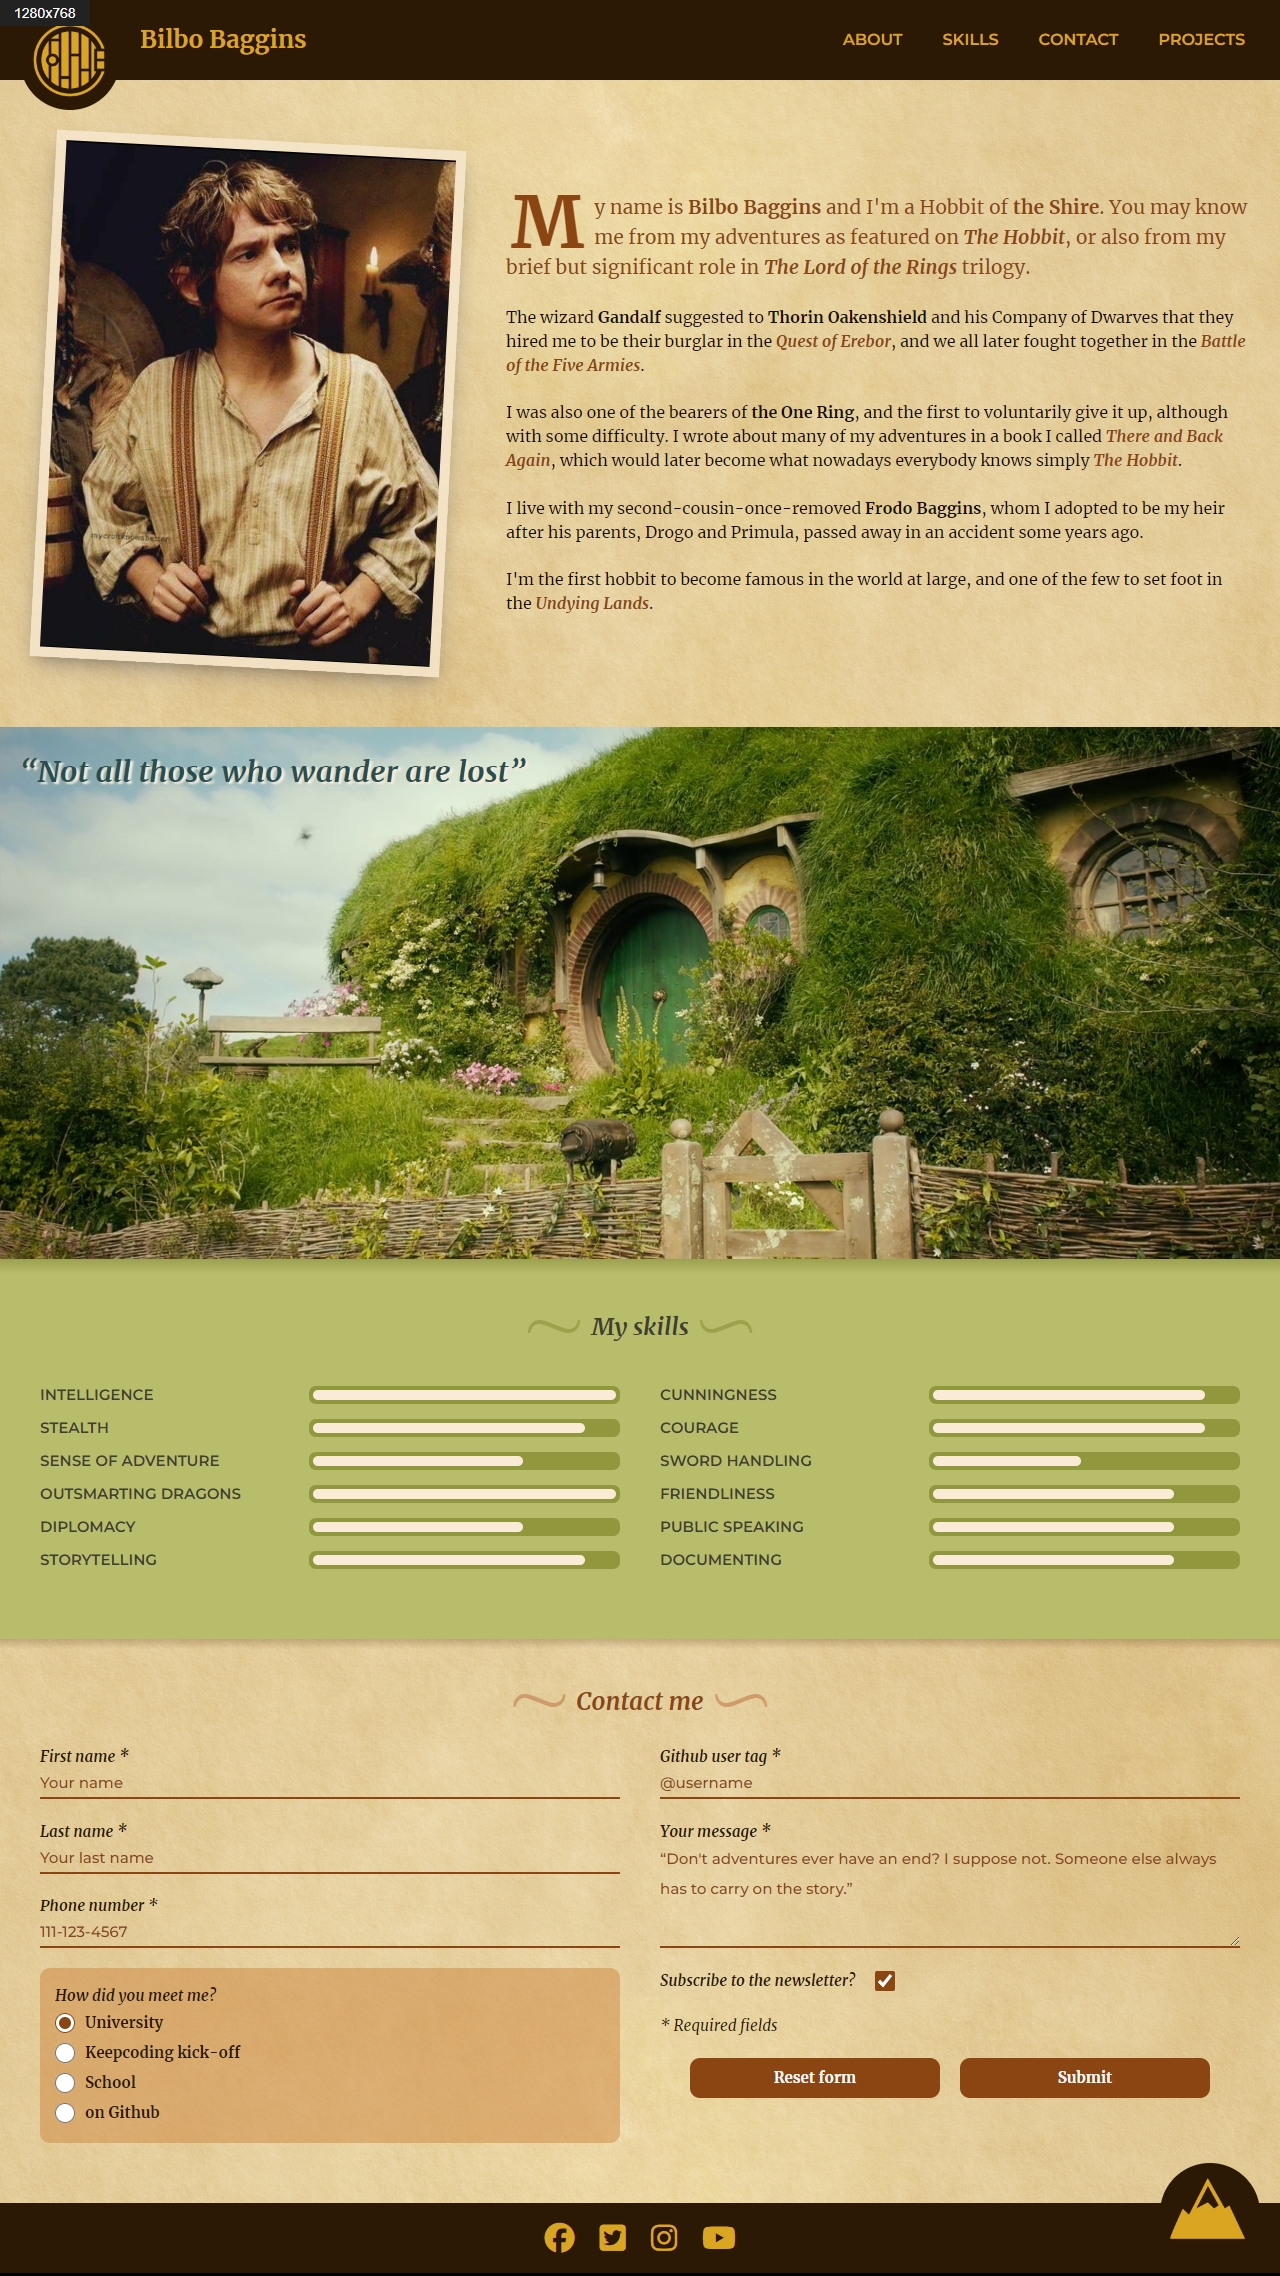 1280x768
Bilbo Baggins
ABOUT SKILLS CONTACT PROJECTS
My name is Bilbo Baggins and I'm a Hobbit of the Shire. You may know
me from my adventures as featured on The Hobbit, or also from my
brief but significant role in The Lord of the Rings trilogy.
The wizard Gandalf suggested to Thorin Oakenshield and his Company of Dwarves that they
hired me to be their burglar in the Quest of Erebor, and we all later fought together in the Battle
of the Five Armies.
I was also one of the bearers of the One Ring, and the first to voluntarily give it up, although
with some difficulty. I wrote about many of my adventures in a book I called There and Back
Again, which would later become what nowadays everybody knows simply The Hobbit.
I live with my second-cousin-once-removed Frodo Baggins, whom I adopted to be my heir
after his parents, Drogo and Primula, passed away in an accident some years ago.
I'm the first hobbit to become famous in the world at large, and one of the few to set foot in
the Undying Lands.
“Not all those who wander are lost”
My skills
INTELLIGENCE
STEALTH
SENSE OF ADVENTURE
OUTSMARTING DRAGONS
DIPLOMACY
STORYTELLING
CUNNINGNESS
COURAGE
SWORD HANDLING
FRIENDLINESS
PUBLIC SPEAKING
DOCUMENTING
Contact me
First name *
Your name
Last name *
Your last name
Phone number *
111-123-4567
How did you meet me?
University
Keepcoding kick-off
School
on Github
Github user tag *
@username
Your message *
“Don't adventures ever have an end? I suppose not. Someone else always
has to carry on the story.”
Subscribe to the newsletter?
* Required fields
Reset form
Submit